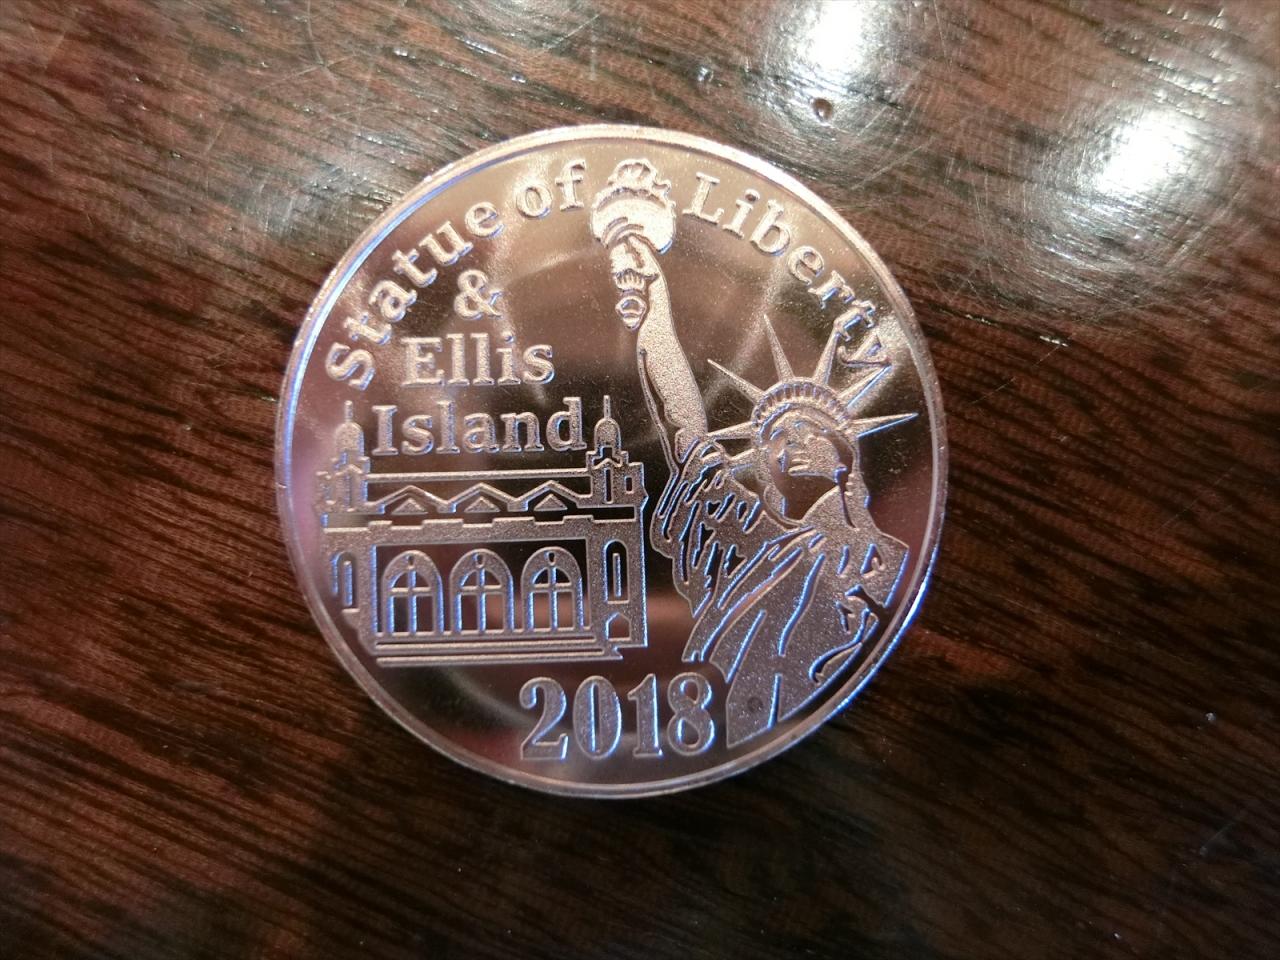 Statue of Liberty
&
Ellis
Island
2018